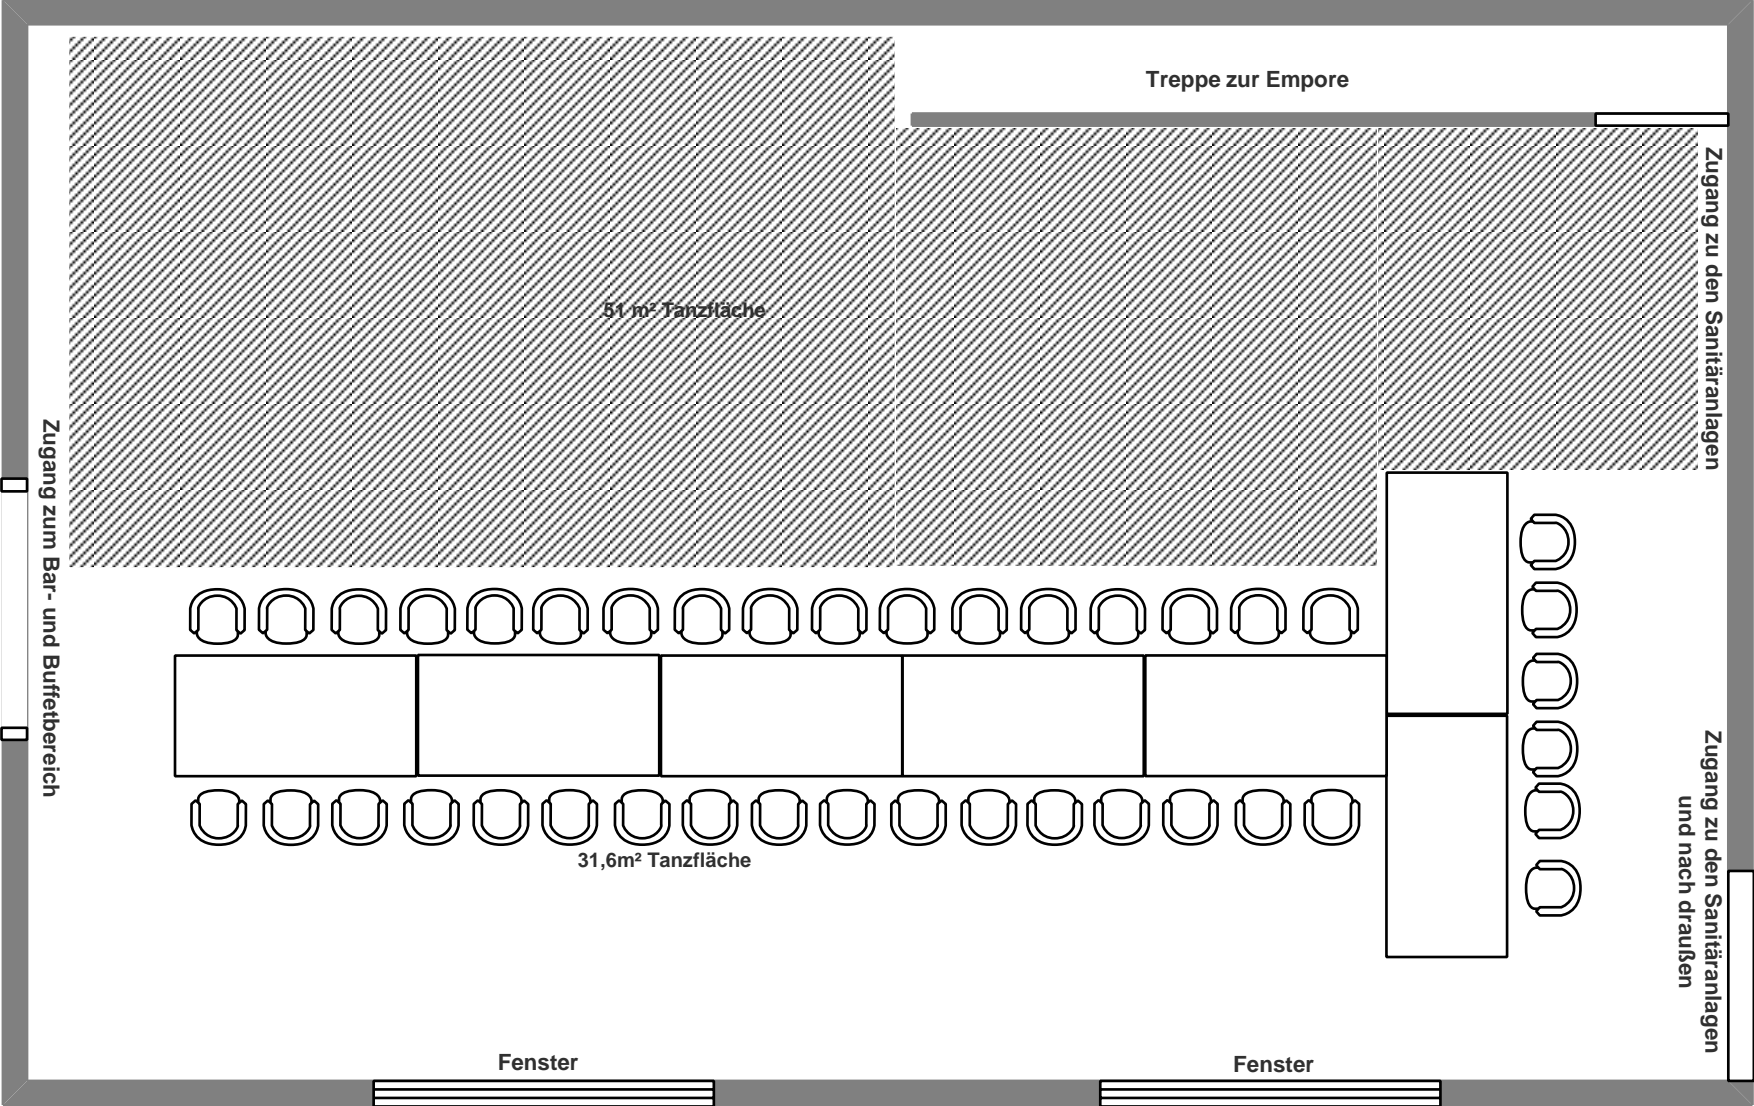 Treppe zur Empore
Zugang zu den Sanitäranlagen
51 m² Tanzfläche
Zugang zum Bar- und Buffetbereich
Zugang zu den Sanitäranlagen
und nach draußen
31,6m² Tanzfläche
Fenster
Fenster